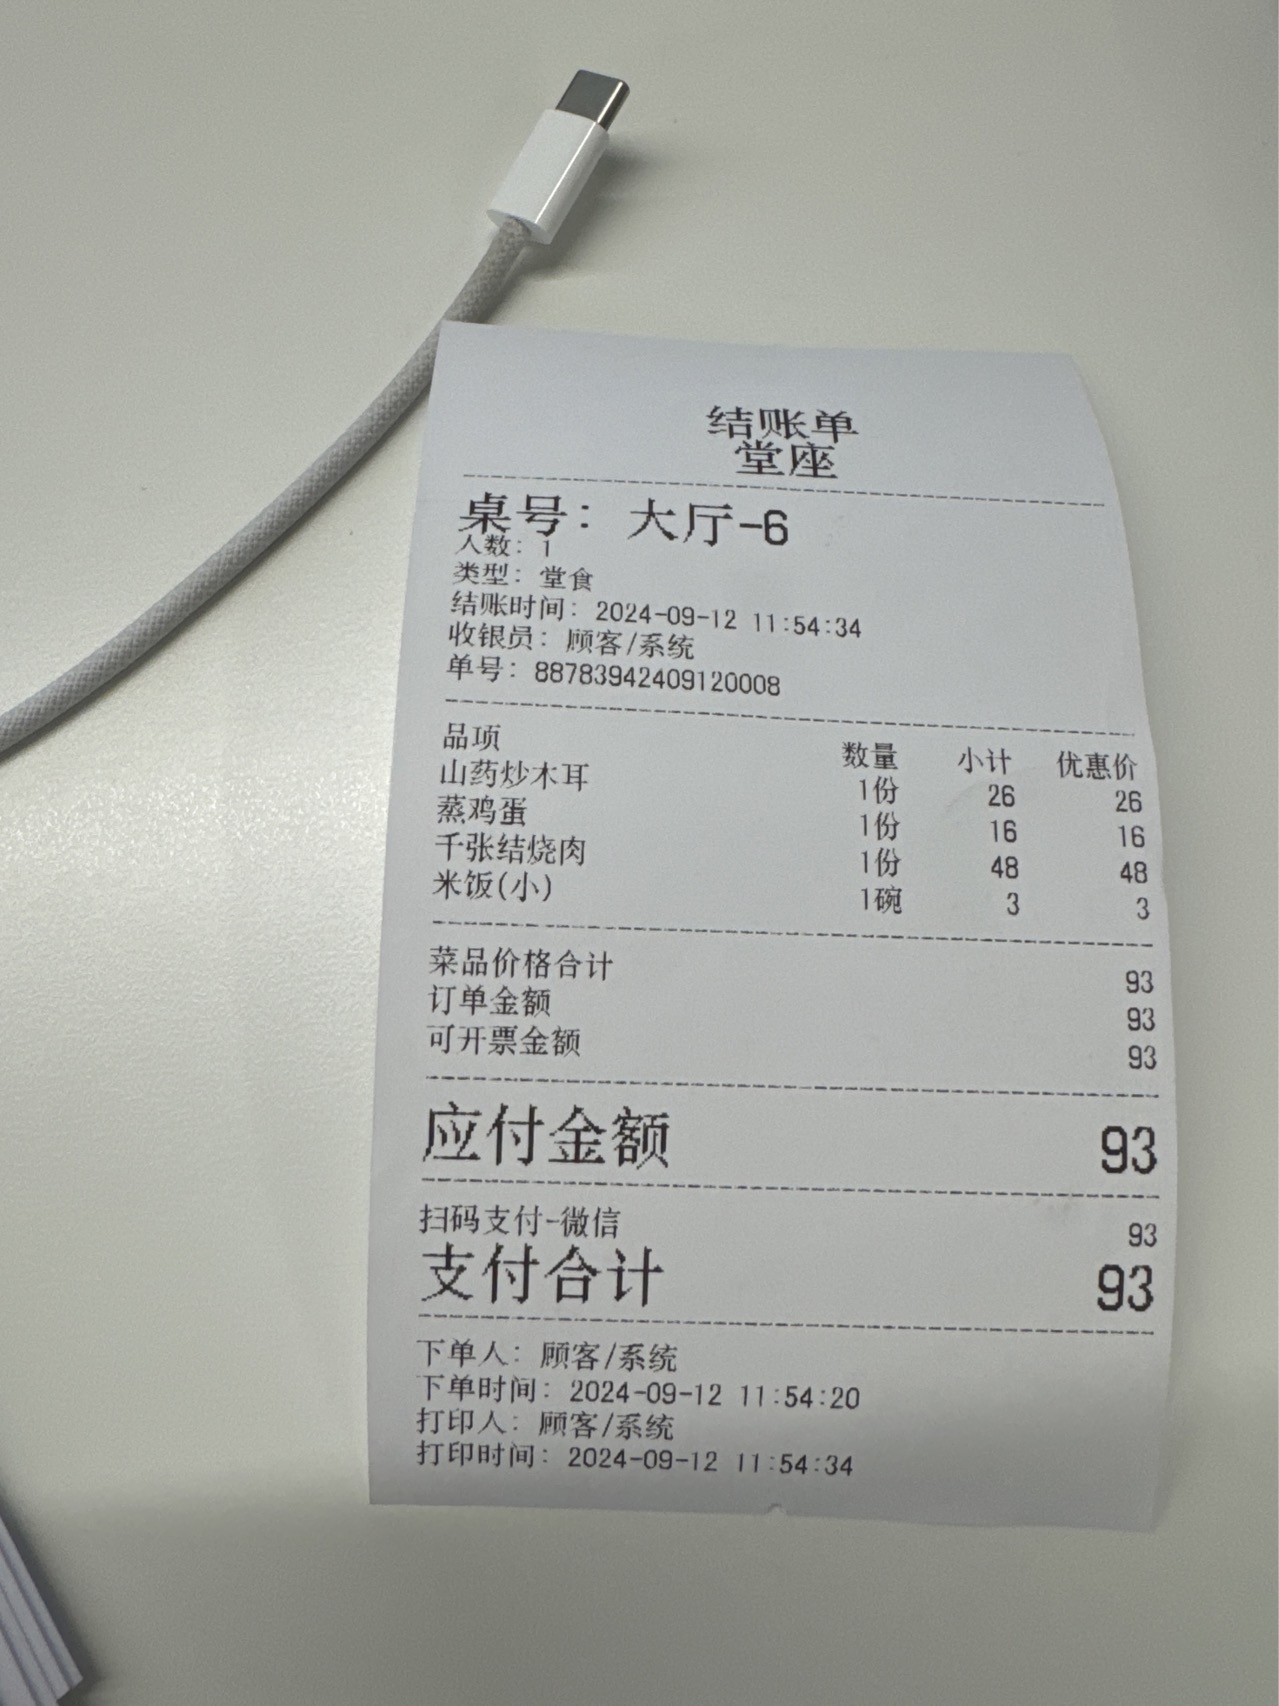 结账单
堂座
桌号: 大厅-6
人数: 1
类型: 堂食
结账时间: 2024-09-12 11:54:34
收银员: 顾客/系统
单号: 88783942409120008
品项 数量 小计 优惠价
山药炒木耳 1份 26 26
蒸鸡蛋 1份 16 16
千张结烧肉 1份 48 48
米饭(小) 1碗 3 3
菜品价格合计 93
订单金额 93
可开票金额 93
应付金额 93
扫码支付-微信 93
支付合计 93
下单人: 顾客/系统
下单时间: 2024-09-12 11:54:20
打印人: 顾客/系统
打印时间: 2024-09-12 11:54:34